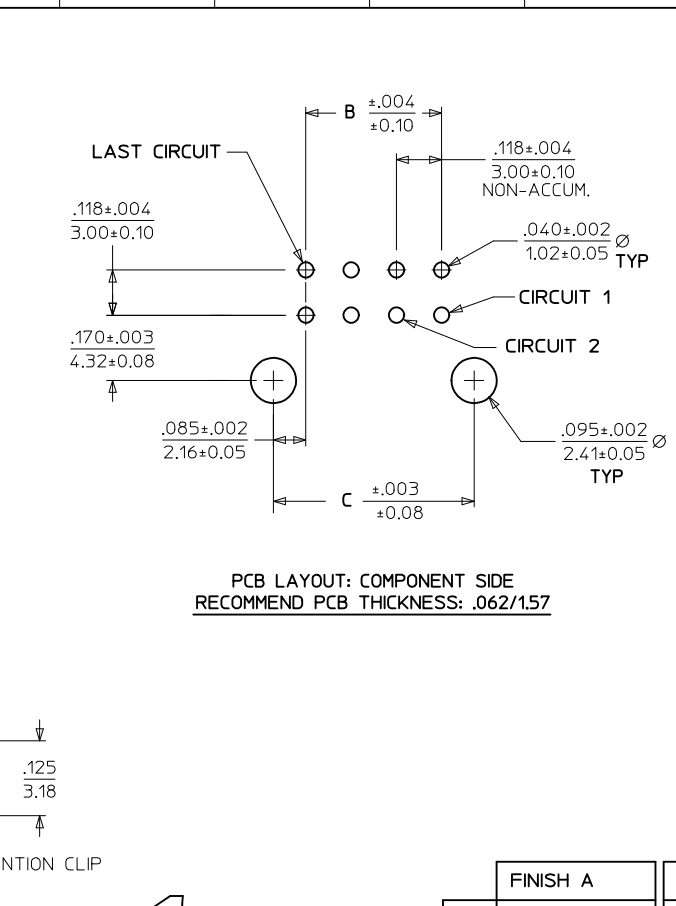 B ±.004
±0.10
LAST CIRCUIT
.118±.004
3.00±0.10
NON-ACCUM.
.118±.004
3.00±0.10
.040±.002 Ø
1.02±0.05 TYP
CIRCUIT 1
.170±.003
4.32±0.08
CIRCUIT 2
.085±.002
2.16±0.05
.095±.002 Ø
2.41±0.05
TYP
C ±.003
±0.08
PCB LAYOUT: COMPONENT SIDE
RECOMMEND PCB THICKNESS: .062/1.57
.125
3.18
NTION CLIP
FINISH A